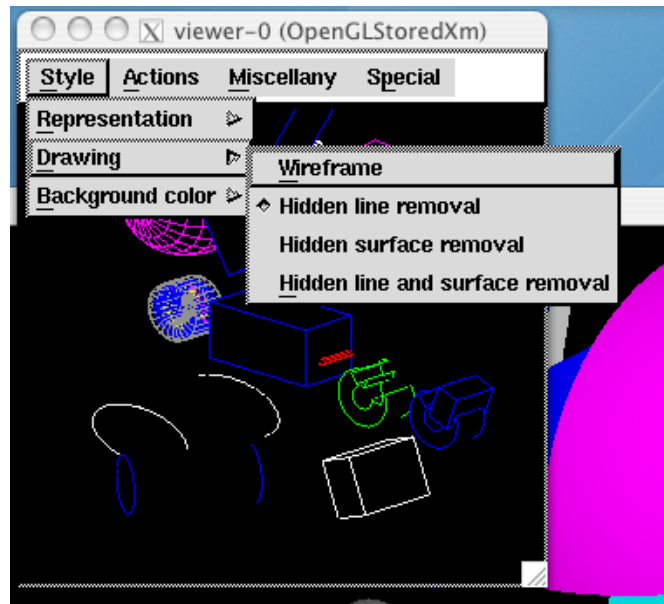 viewer-0 (OpenGLStoredXm)
Style Actions Miscellany Special
Representation
Drawing
Background color
Wireframe
Hidden line removal
Hidden surface removal
Hidden line and surface removal